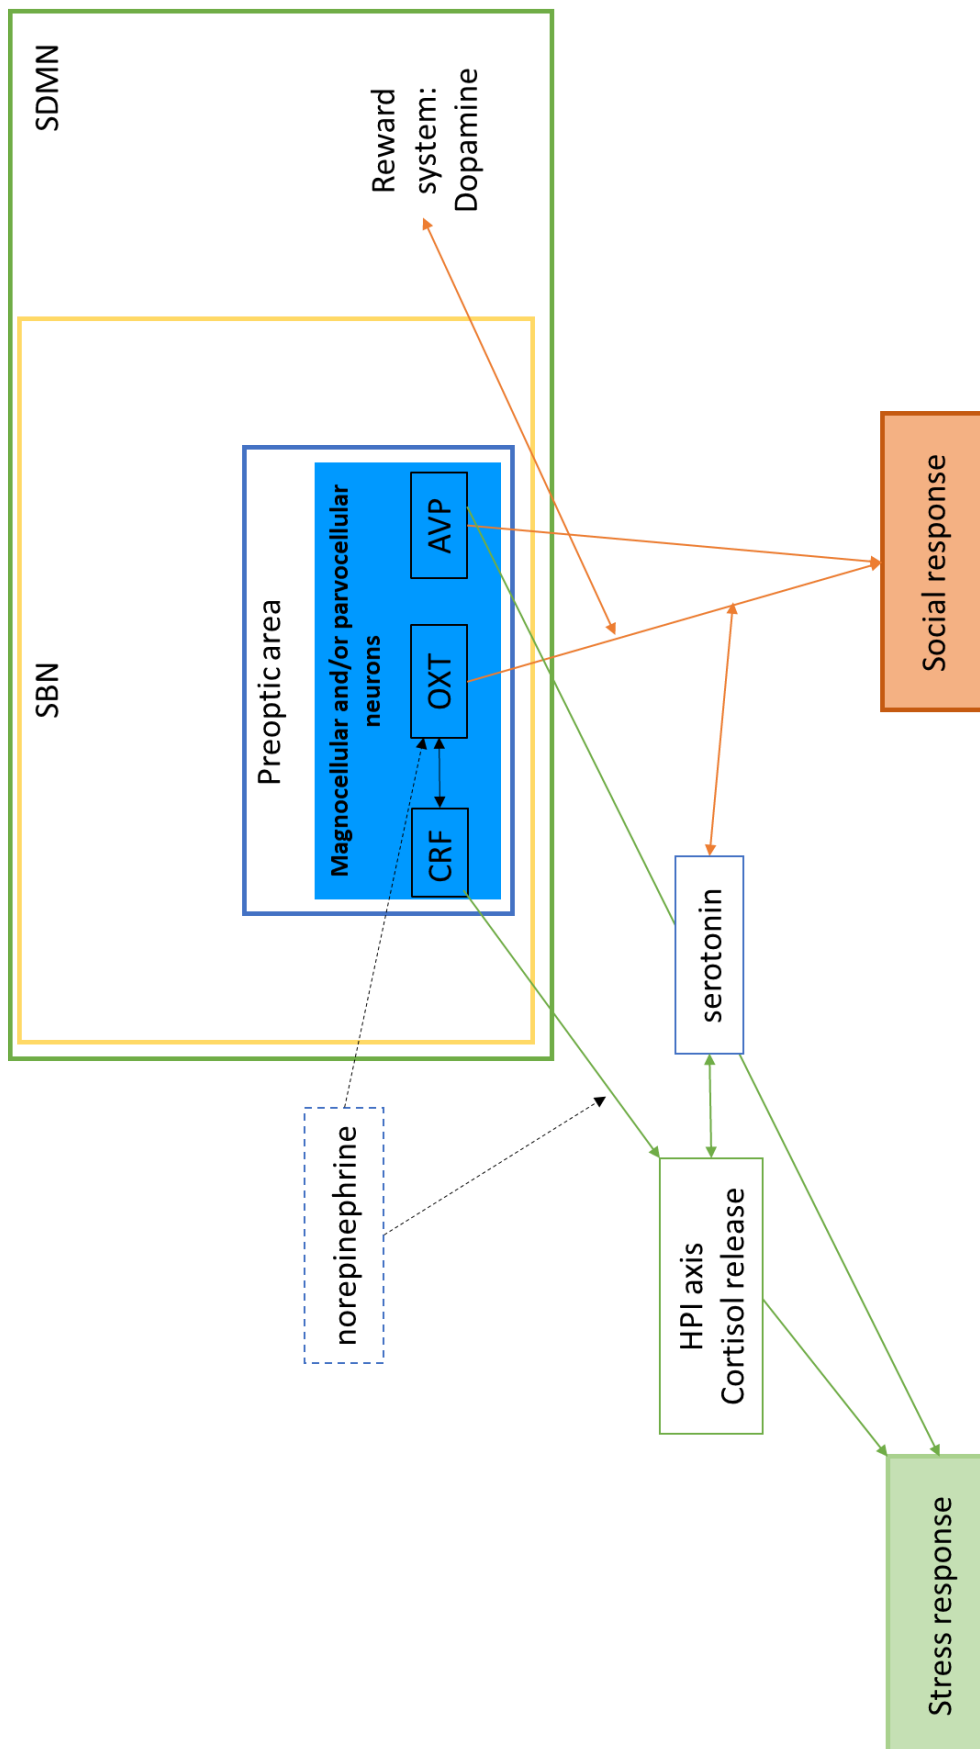 SDMN
SBN
Reward
system:
Dopamine
Preoptic area
Magnocellular and/or parvocellular
neurons
CRF
OXT
AVP
norepinephrine
serotonin
HPI axis
Cortisol release
Stress response
Social response